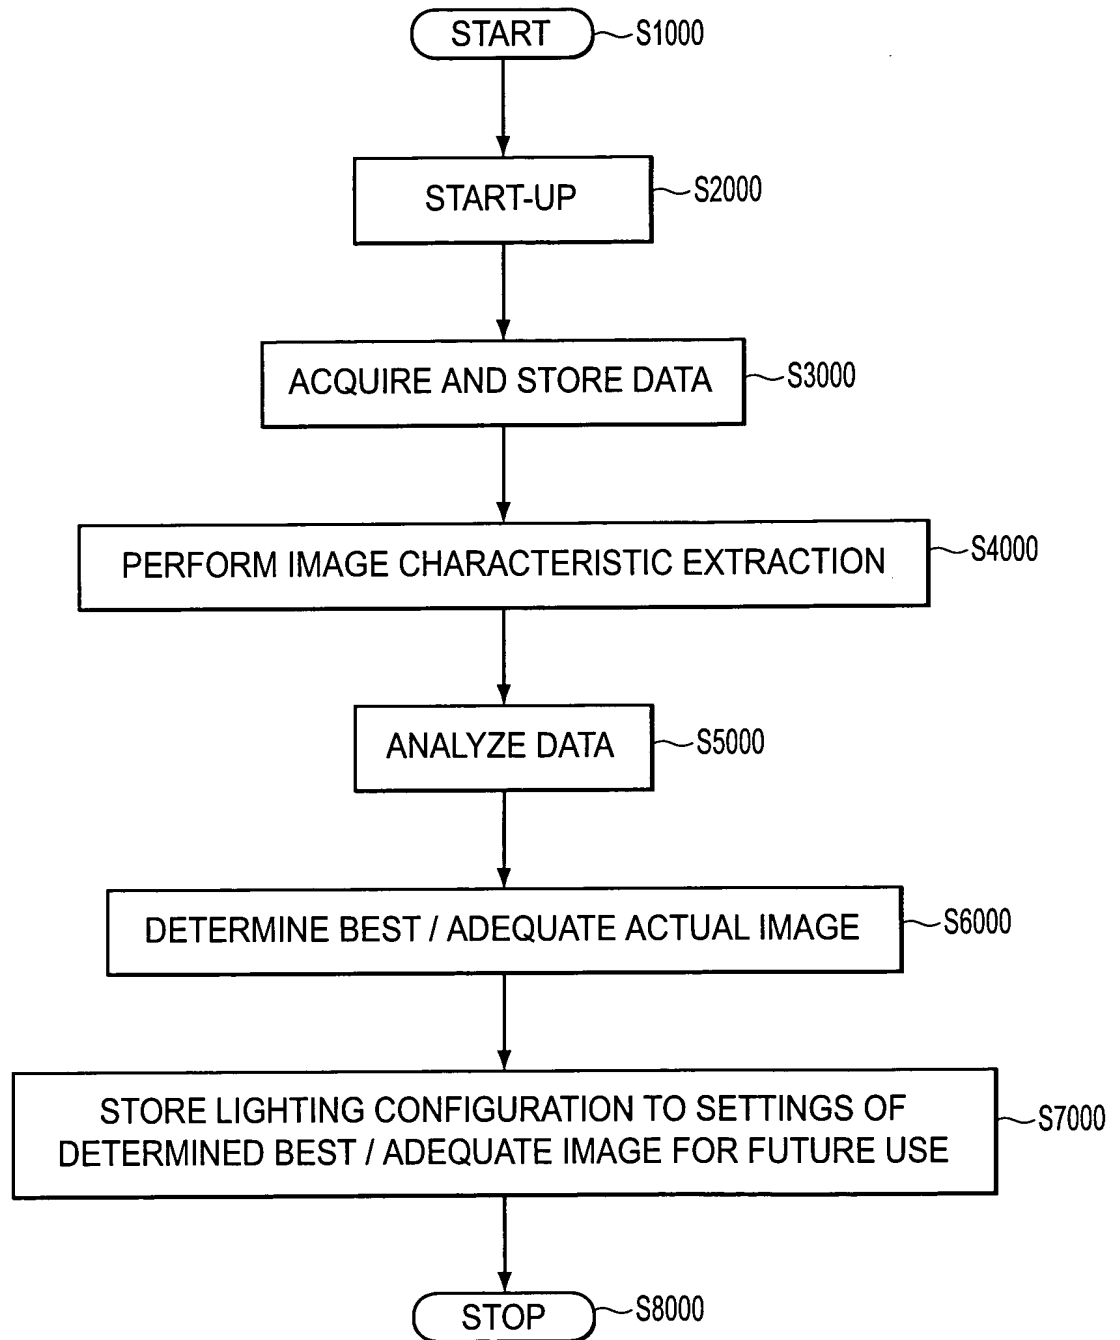 START
S1000
START-UP
S2000
ACQUIRE AND STORE DATA
S3000
PERFORM IMAGE CHARACTERISTIC EXTRACTION
S4000
ANALYZE DATA
S5000
DETERMINE BEST / ADEQUATE ACTUAL IMAGE
S6000
STORE LIGHTING CONFIGURATION TO SETTINGS OF
DETERMINED BEST / ADEQUATE IMAGE FOR FUTURE USE
S7000
STOP
S8000